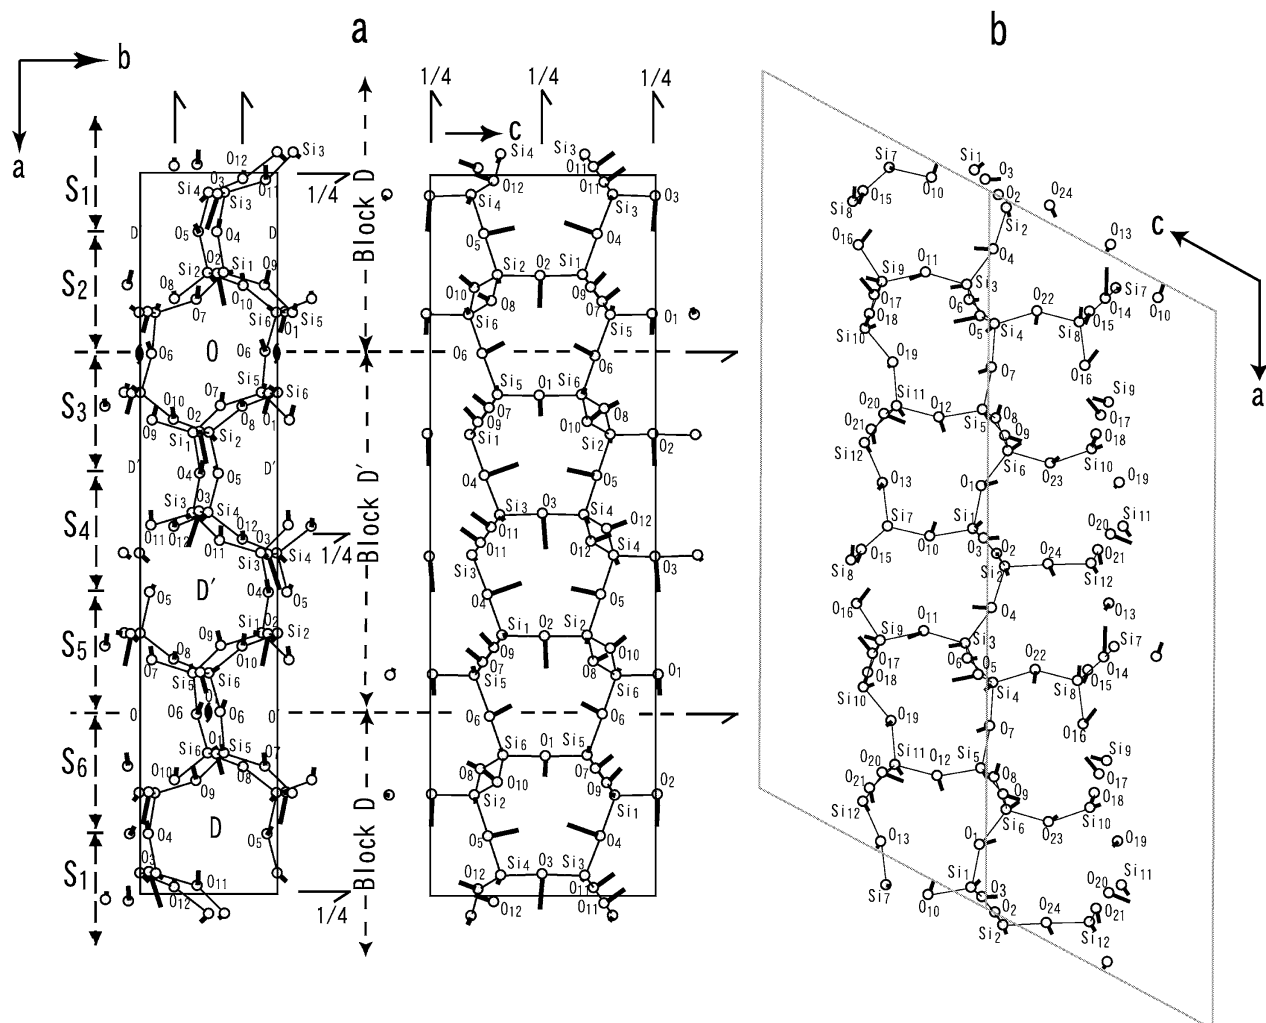 a
b
b
a
S1
S2
S3
S4
S5
S6
S1
Block D
Block D′
Block D
1/4
1/4
1/4
1/4
1/4
1/4
c
O12
Si3
O3
O11
Si4
Si3
D
O5
O4
D
Si2
O2
Si1
O9
O8
O10
O7
Si6
O1
Si5
O6
O
O6
Si5
O10
O7
Si6
O9
O2
O8
O1
Si1
Si2
D′
O4
O5
D′
Si3
O3
Si4
O11
O12
O12
O11
Si3
Si4
D′
O5
O4
O5
O9
Si1
O2
Si2
O7
O8
O10
Si5
Si6
O
O6
O6
O
O
Si6
O1
Si5
O7
O10
O9
O8
O4
D
O5
O3
O11
O12
Si4
Si3
O11
O12
O11
Si4
Si3
O3
O5
O4
Si2
O2
Si1
O10
O8
O9
O7
Si6
Si5
O1
O6
O6
Si5
O1
Si6
O7
O9
O8
O10
Si1
Si2
O2
O4
O5
Si3
O3
Si4
O11
O12
O11
O12
Si3
Si4
O3
O4
O5
Si1
O2
Si2
O9
O10
O7
O8
Si5
Si6
O1
O6
O6
Si6
O1
Si5
O8
O10
O7
O9
Si2
Si1
O2
O5
O4
Si4
O3
Si3
O12
O12
O11
O11
c
a
Si7
O15
O10
Si8
Si1
O3
O2
O24
Si2
O16
O4
O13
Si9
O11
Si3
Si7
O17
O6
O22
O14
O10
Si10
O5
Si4
Si8
O15
O19
O7
O16
Si11
O20
O12
Si5
O8
Si9
O17
O21
O9
O18
Si12
Si6
O23
Si10
O13
O1
O19
Si7
Si1
Si11
O20
O15
O10
O3
O2
O21
Si8
Si2
O24
Si12
O16
O4
O13
Si9
O11
Si3
Si7
O17
O6
O5
O22
O14
O18
Si4
Si8
O15
Si10
O19
O7
O16
Si11
O20
O12
Si5
O8
Si9
O21
O17
Si12
O9
O18
Si6
O23
Si10
O13
O1
O19
Si7
O10
Si1
O3
Si11
O20
O2
O24
O21
Si2
Si12